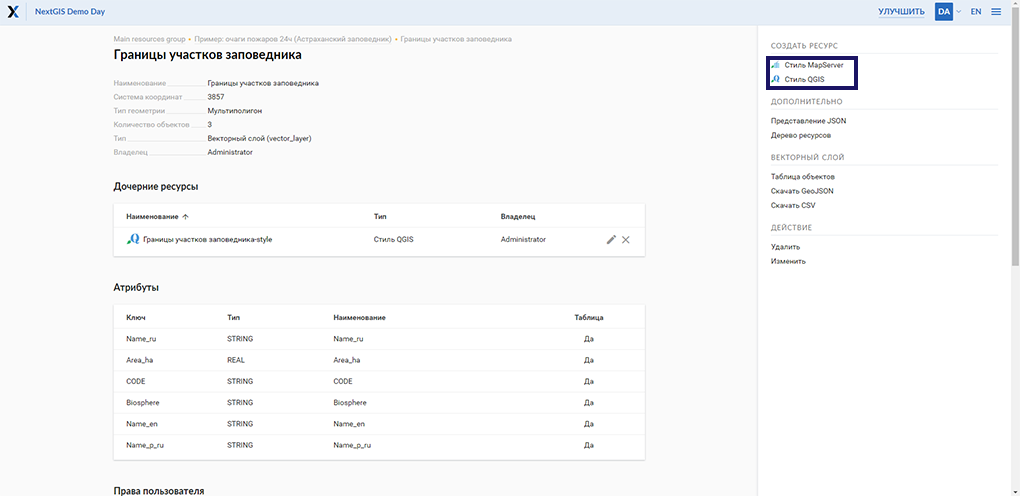 X NextGIS Demo Day УЛУЧШИТЬ DA EN
Main resources group • Пример: очаги пожаров 24ч (Астраханский заповедник) • Границы участков заповедника
Границы участков заповедника
Наименование Границы участков заповедника
Система координат 3857
Тип геометрии Мультиполигон
Количество объектов 3
Тип Векторный слой (vector_layer)
Владелец Administrator
Дочерние ресурсы
Наименование Тип Владелец
Границы участков заповедника-style Стиль QGIS Administrator
Атрибуты
Ключ Тип Наименование Таблица
Name_ru STRING Name_ru Да
Area_ha REAL Area_ha Да
CODE STRING CODE Да
Biosphere STRING Biosphere Да
Name_en STRING Name_en Да
Name_p_ru STRING Name_p_ru Да
Права пользователя
СОЗДАТЬ РЕСУРС
Стиль MapServer
Стиль QGIS
ДОПОЛНИТЕЛЬНО
Представление JSON
Дерево ресурсов
ВЕКТОРНЫЙ СЛОЙ
Таблица объектов
Скачать GeoJSON
Скачать CSV
ДЕЙСТВИЕ
Удалить
Изменить